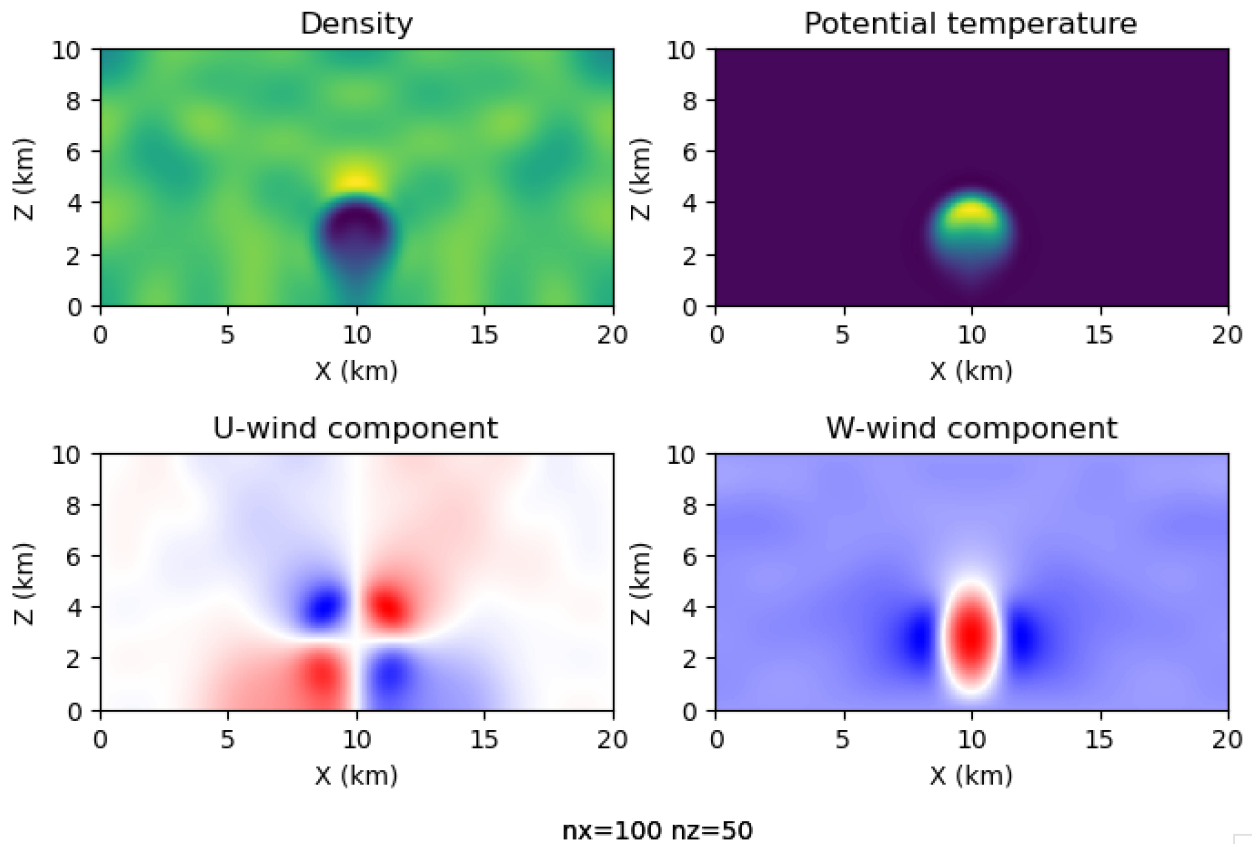 Density
Potential temperature
10
8
6
4
2
0
Z (km)
0 5 10 15 20
X (km)
10
8
6
4
2
0
Z (km)
0 5 10 15 20
X (km)
U-wind component
W-wind component
10
8
6
4
2
0
Z (km)
0 5 10 15 20
X (km)
10
8
6
4
2
0
Z (km)
0 5 10 15 20
X (km)
nx=100 nz=50